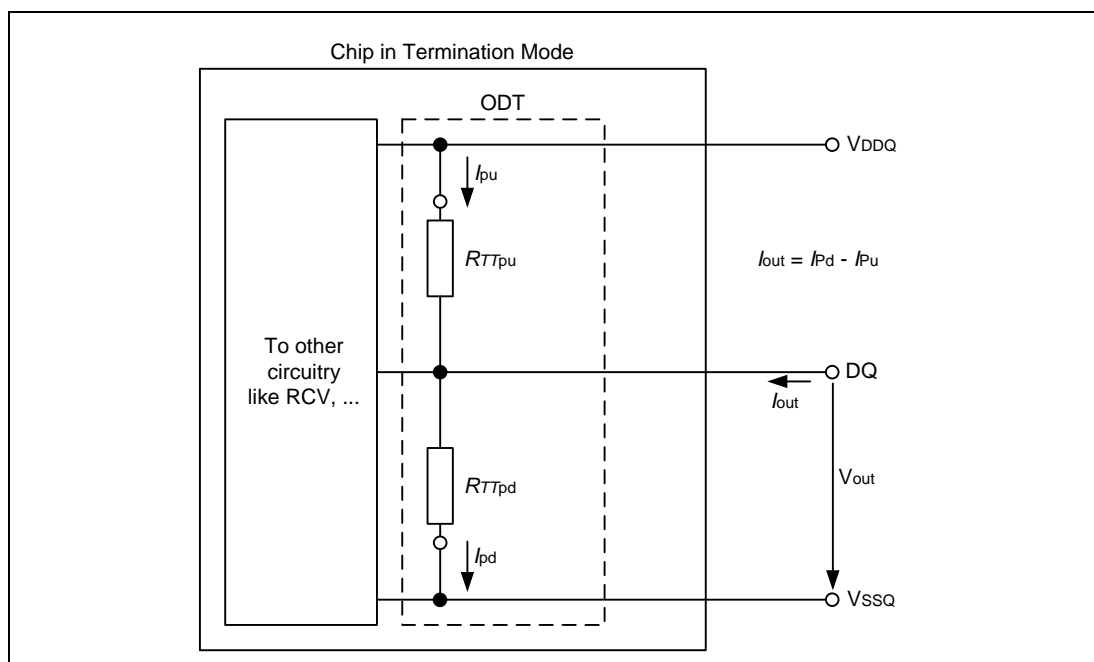 Chip in Termination Mode
ODT
VDDQ
Ipu
RTTpu
Iout = IPd - IPu
To other
circuitry
like RCV, ...
DQ
Iout
RTTpd
Vout
Ipd
VSSQ